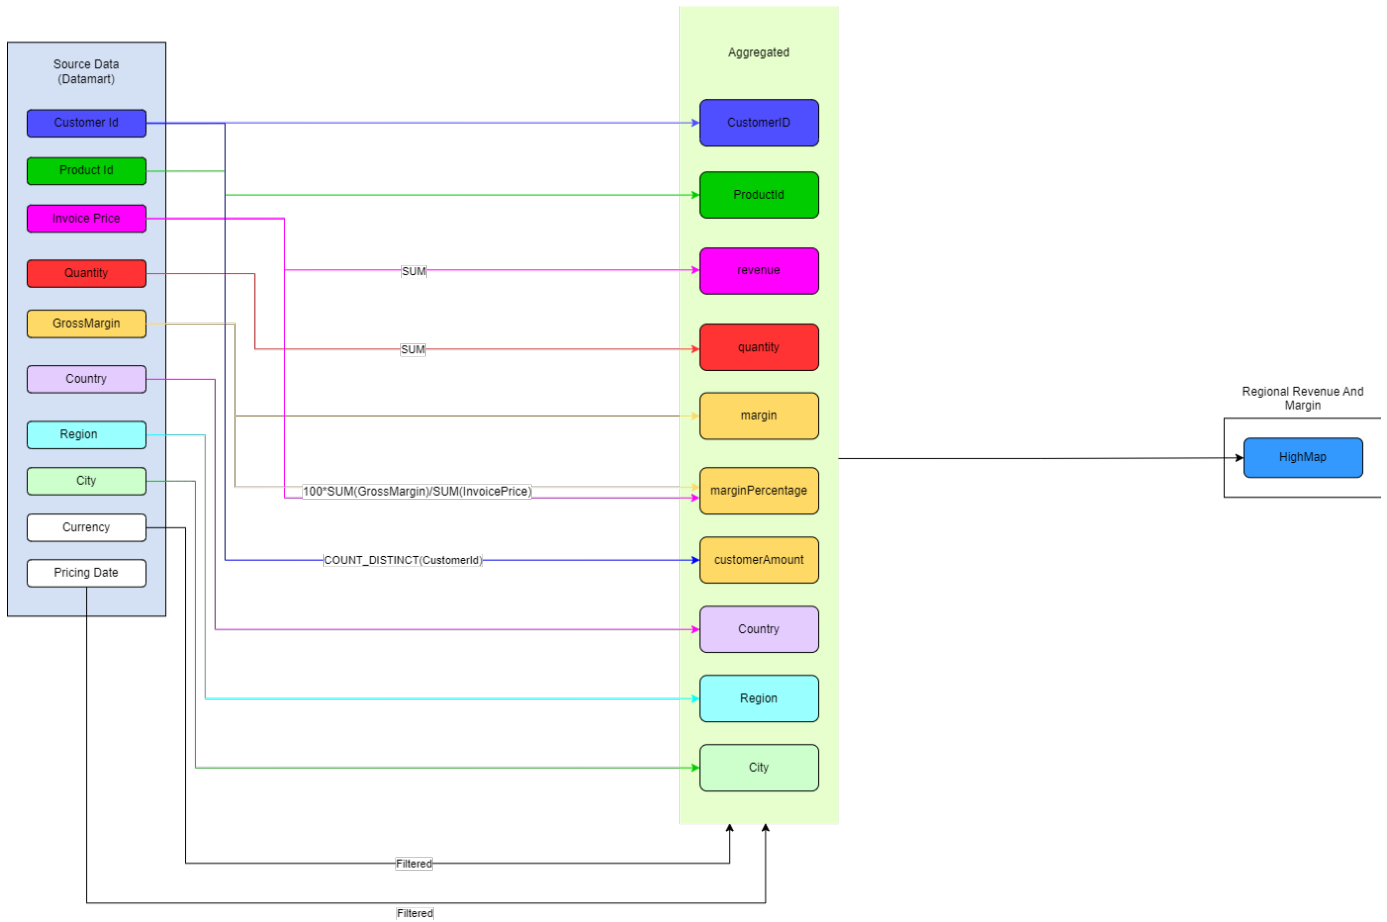 Source Data
(Datamart)
Customer Id
Product Id
Invoice Price
Quantity
GrossMargin
Country
Region
City
Currency
Pricing Date
SUM
SUM
100*SUM(GrossMargin)/SUM(InvoicePrice)
COUNT_DISTINCT(CustomerId)
Filtered
Filtered
Aggregated
CustomerID
ProductId
revenue
quantity
margin
marginPercentage
customerAmount
Country
Region
City
Regional Revenue And
Margin
HighMap